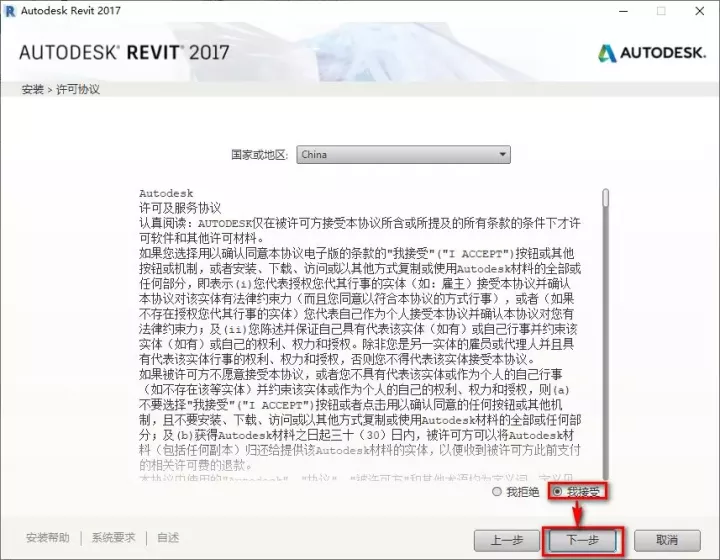 Autodesk Revit 2017
AUTODESK® REVIT® 2017
AUTODESK.
安装 > 许可协议
国家或地区: China
Autodesk
许可及服务协议
认真阅读：AUTODESK仅在被许可方接受本协议所含或所提及的所有条款的条件下才许
可软件和其他许可材料。
如果您选择用以确认同意本协议电子版的条款的"我接受"("I ACCEPT")按钮或其他
按钮或机制，或者安装、下载、访问或以其他方式复制或使用Autodesk材料的全部或
任何部分，即表示(i)您代表授权您代其行事的实体（如：雇主）接受本协议并确认
本协议对该实体有法律约束力（而且您同意以符合本协议的方式行事），或者（如果
不存在授权您代其行事的实体）您代表自己作为个人接受本协议并确认本协议对您有
法律约束力；及(ii)您陈述并保证自己具有代表该实体（如有）或自己行事并约束该
实体（如有）或自己的权利、权力和授权。除非您是另一实体的雇员或代理人并且具
有代表该实体行事的权利、权力和授权，否则您不得代表该实体接受本协议。
如果被许可方不愿意接受本协议，或者您不具有代表该实体或作为个人的自己行事
（如不存在该等实体）并约束该实体或作为个人的自己的权利、权力和授权，则(a)
不要选择"我接受"("I ACCEPT")按钮或者点击用以确认同意的任何按钮或其他机
制，且不要安装、下载、访问或以其他方式复制或使用Autodesk材料的全部或任何部
分；及(b)获得Autodesk材料之日起三十（30）日内，被许可方可以将Autodesk材
料（包括任何副本）归还给提供该Autodesk材料的实体，以便收到被许可方此前支付
的相关许可费的退款。
本协议中使用的"Autodesk"、"协议"、"被许可方"和其他术语均为定义词，定义见
我拒绝 我接受
安装帮助 系统要求 自述 上一步 下一步 取消